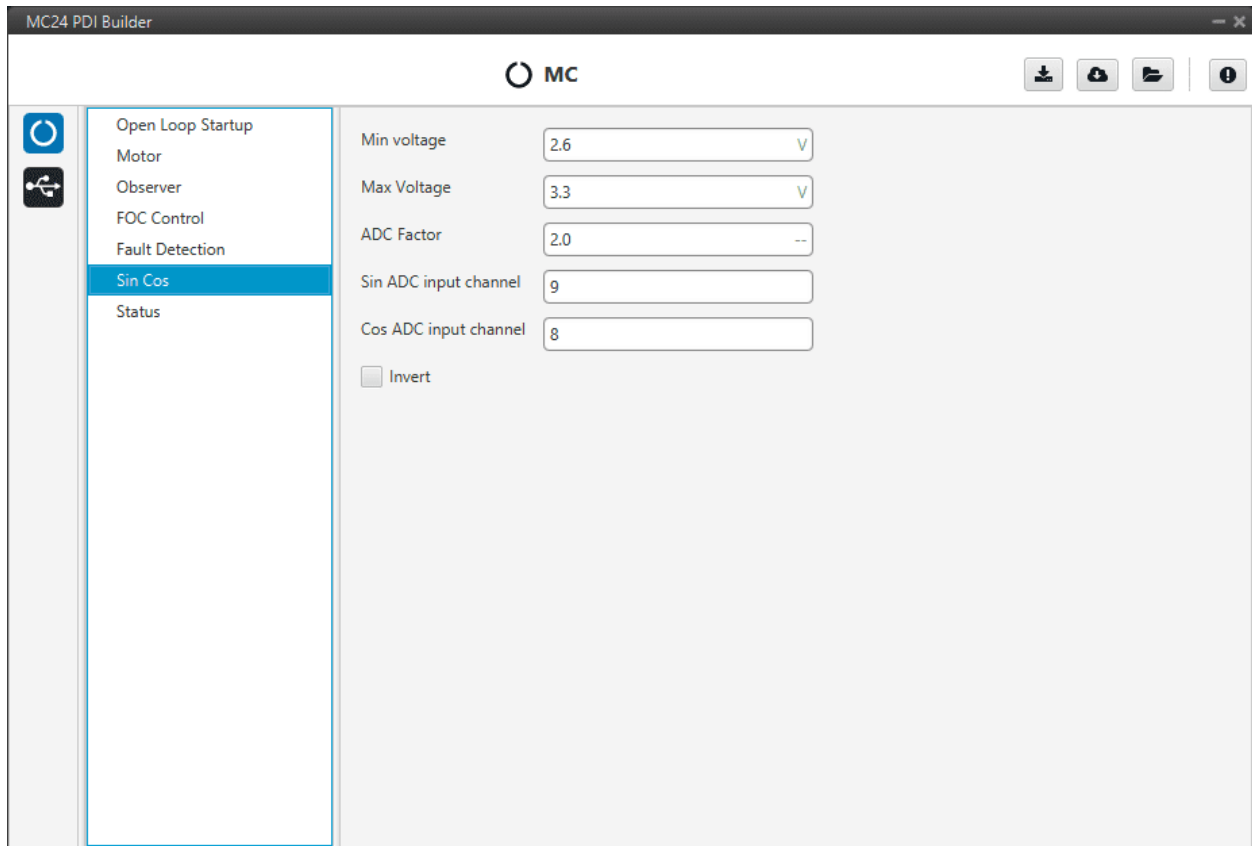 MC24 PDI Builder
MC
Open Loop Startup
Motor
Observer
FOC Control
Fault Detection
Sin Cos
Status
Min voltage 2.6 V
Max Voltage 3.3 V
ADC Factor 2.0 --
Sin ADC input channel 9
Cos ADC input channel 8
Invert